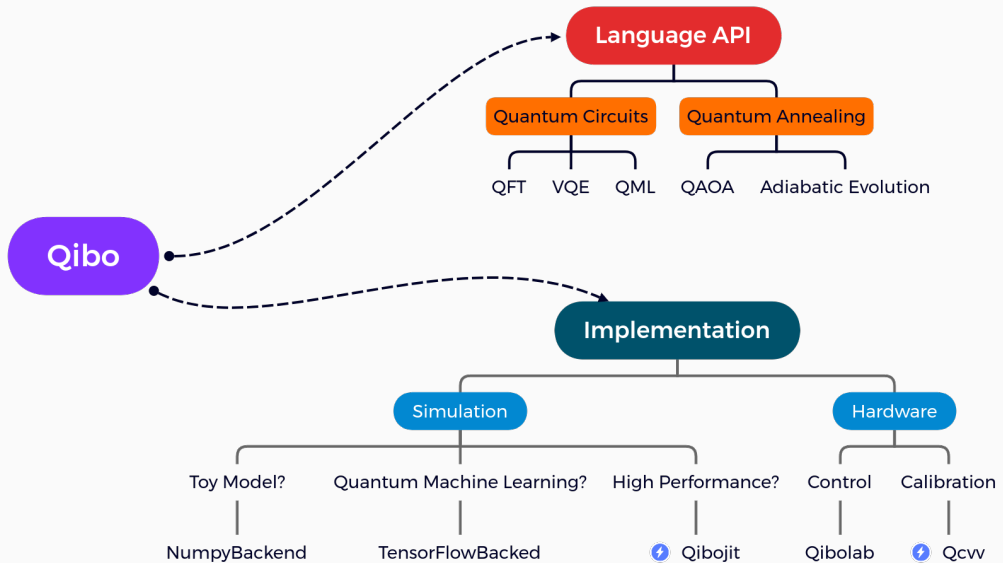 Language API
Quantum Circuits Quantum Annealing
QFT VQE QML QAOA Adiabatic Evolution
Qibo
Implementation
Simulation Hardware
Toy Model? Quantum Machine Learning? High Performance? Control Calibration
NumpyBackend TensorFlowBacked Qibojit Qibolab Qcvv